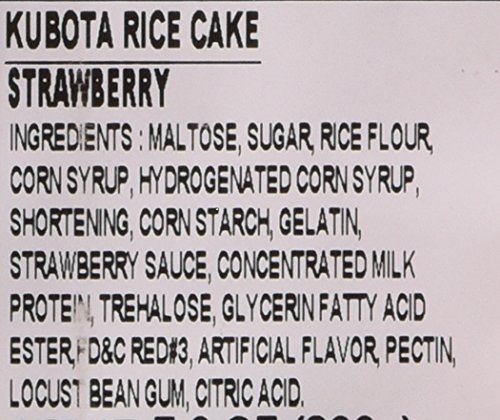 KUBOTA RICE CAKE
STRAWBERRY
INGREDIENTS : MALTOSE, SUGAR, RICE FLOUR,
CORN SYRUP, HYDROGENATED CORN SYRUP,
SHORTENING, CORN STARCH, GELATIN,
STRAWBERRY SAUCE, CONCENTRATED MILK
PROTEIN, TREHALOSE, GLYCERIN FATTY ACID
ESTER, FD&C RED#3, ARTIFICIAL FLAVOR, PECTIN,
LOCUST BEAN GUM, CITRIC ACID.